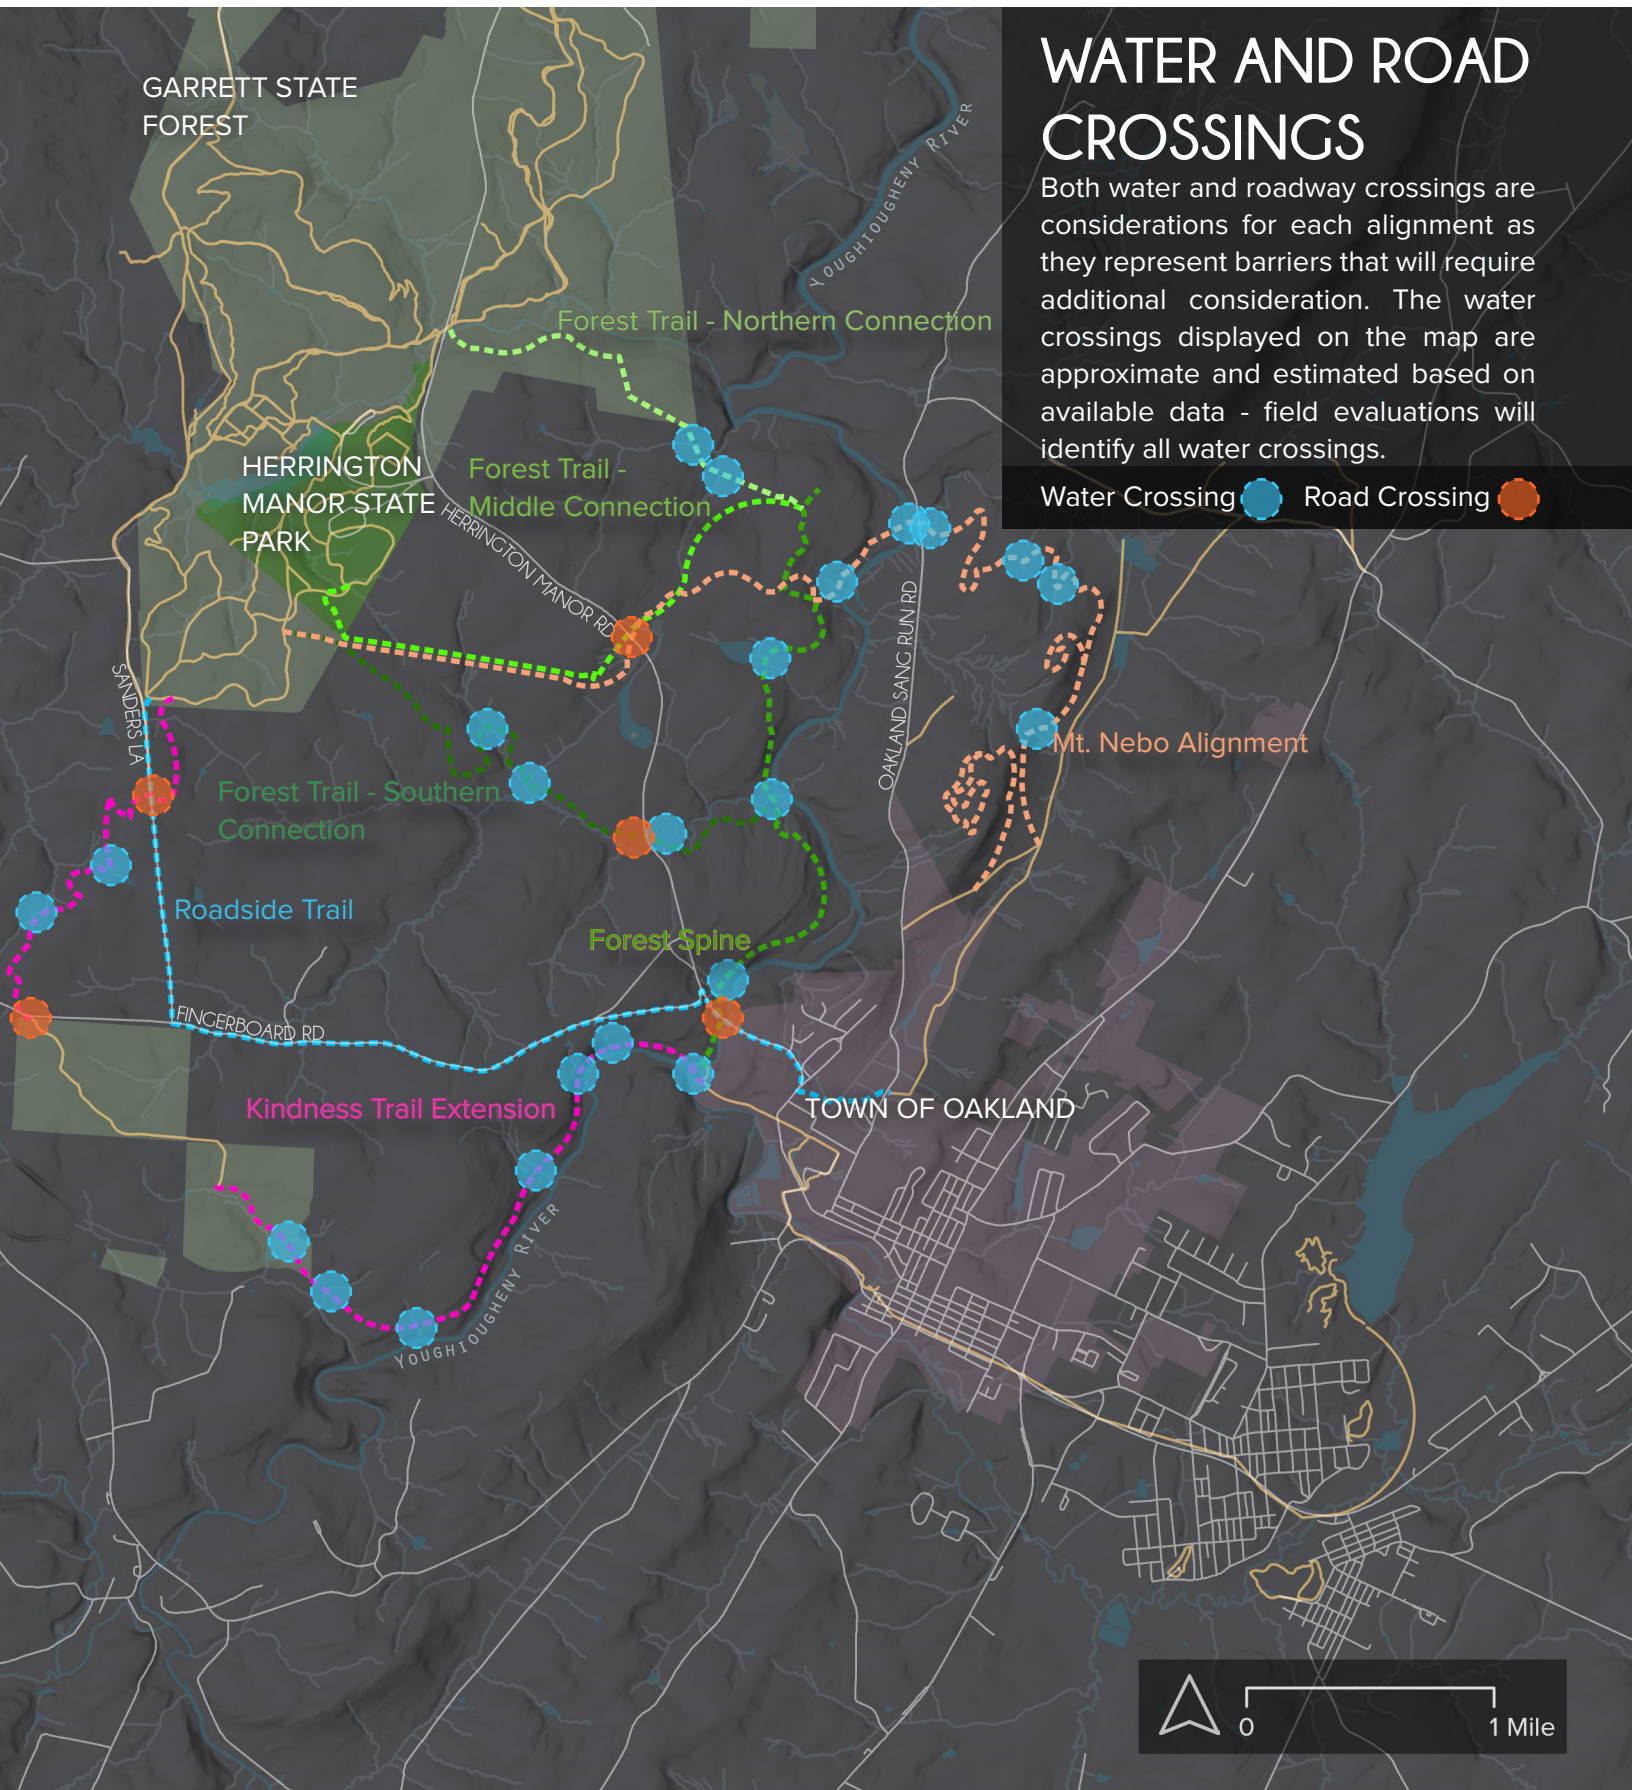 WATER AND ROAD
CROSSINGS
Both water and roadway crossings are
considerations for each alignment as
they represent barriers that will require
additional consideration. The water
crossings displayed on the map are
approximate and estimated based on
available data - field evaluations will
identify all water crossings.
Water Crossing
Road Crossing
GARRETT STATE
FOREST
YOUGHIOUGHENY RIVER
Forest Trail - Northern Connection
HERRINGTON
MANOR STATE
PARK
Forest Trail -
Middle Connection
HERRINGTON MANOR RD
OAKLAND SANG RUN RD
SANDERS LA
Mt. Nebo Alignment
Forest Trail - Southern
Connection
Roadside Trail
Forest Spine
FINGERBOARD RD
Kindness Trail Extension
TOWN OF OAKLAND
YOUGHIOUGHENY RIVER
0
1 Mile